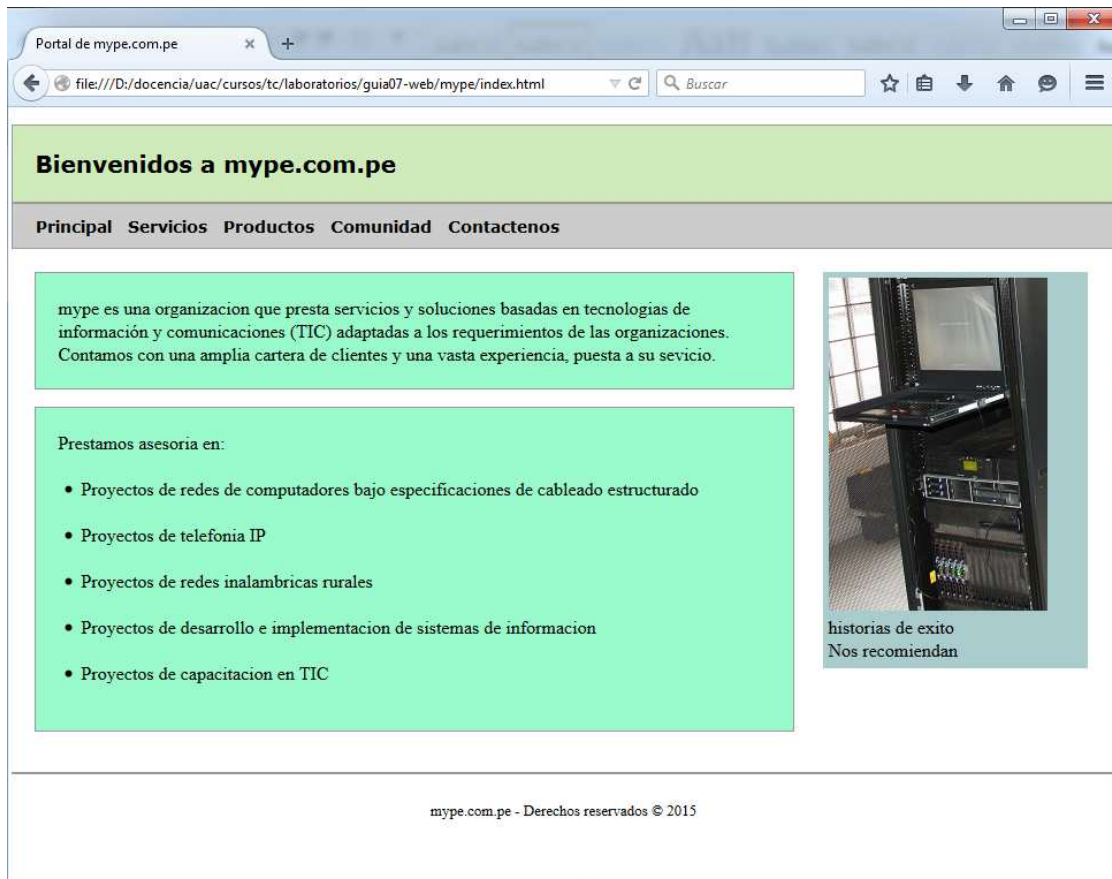 Portal de mype.com.pe
file:///D:/docencia/uac/cursos/tc/laboratorios/guia07-web/mype/index.html
Buscar
Bienvenidos a mype.com.pe
Principal Servicios Productos Comunidad Contactenos
mype es una organizacion que presta servicios y soluciones basadas en tecnologias de
información y comunicaciones (TIC) adaptadas a los requerimientos de las organizaciones.
Contamos con una amplia cartera de clientes y una vasta experiencia, puesta a su sevicio.
Prestamos asesoria en:
• Proyectos de redes de computadores bajo especificaciones de cableado estructurado
• Proyectos de telefonia IP
• Proyectos de redes inalambricas rurales
• Proyectos de desarrollo e implementacion de sistemas de informacion
• Proyectos de capacitacion en TIC
historias de exito
Nos recomiendan
mype.com.pe - Derechos reservados © 2015